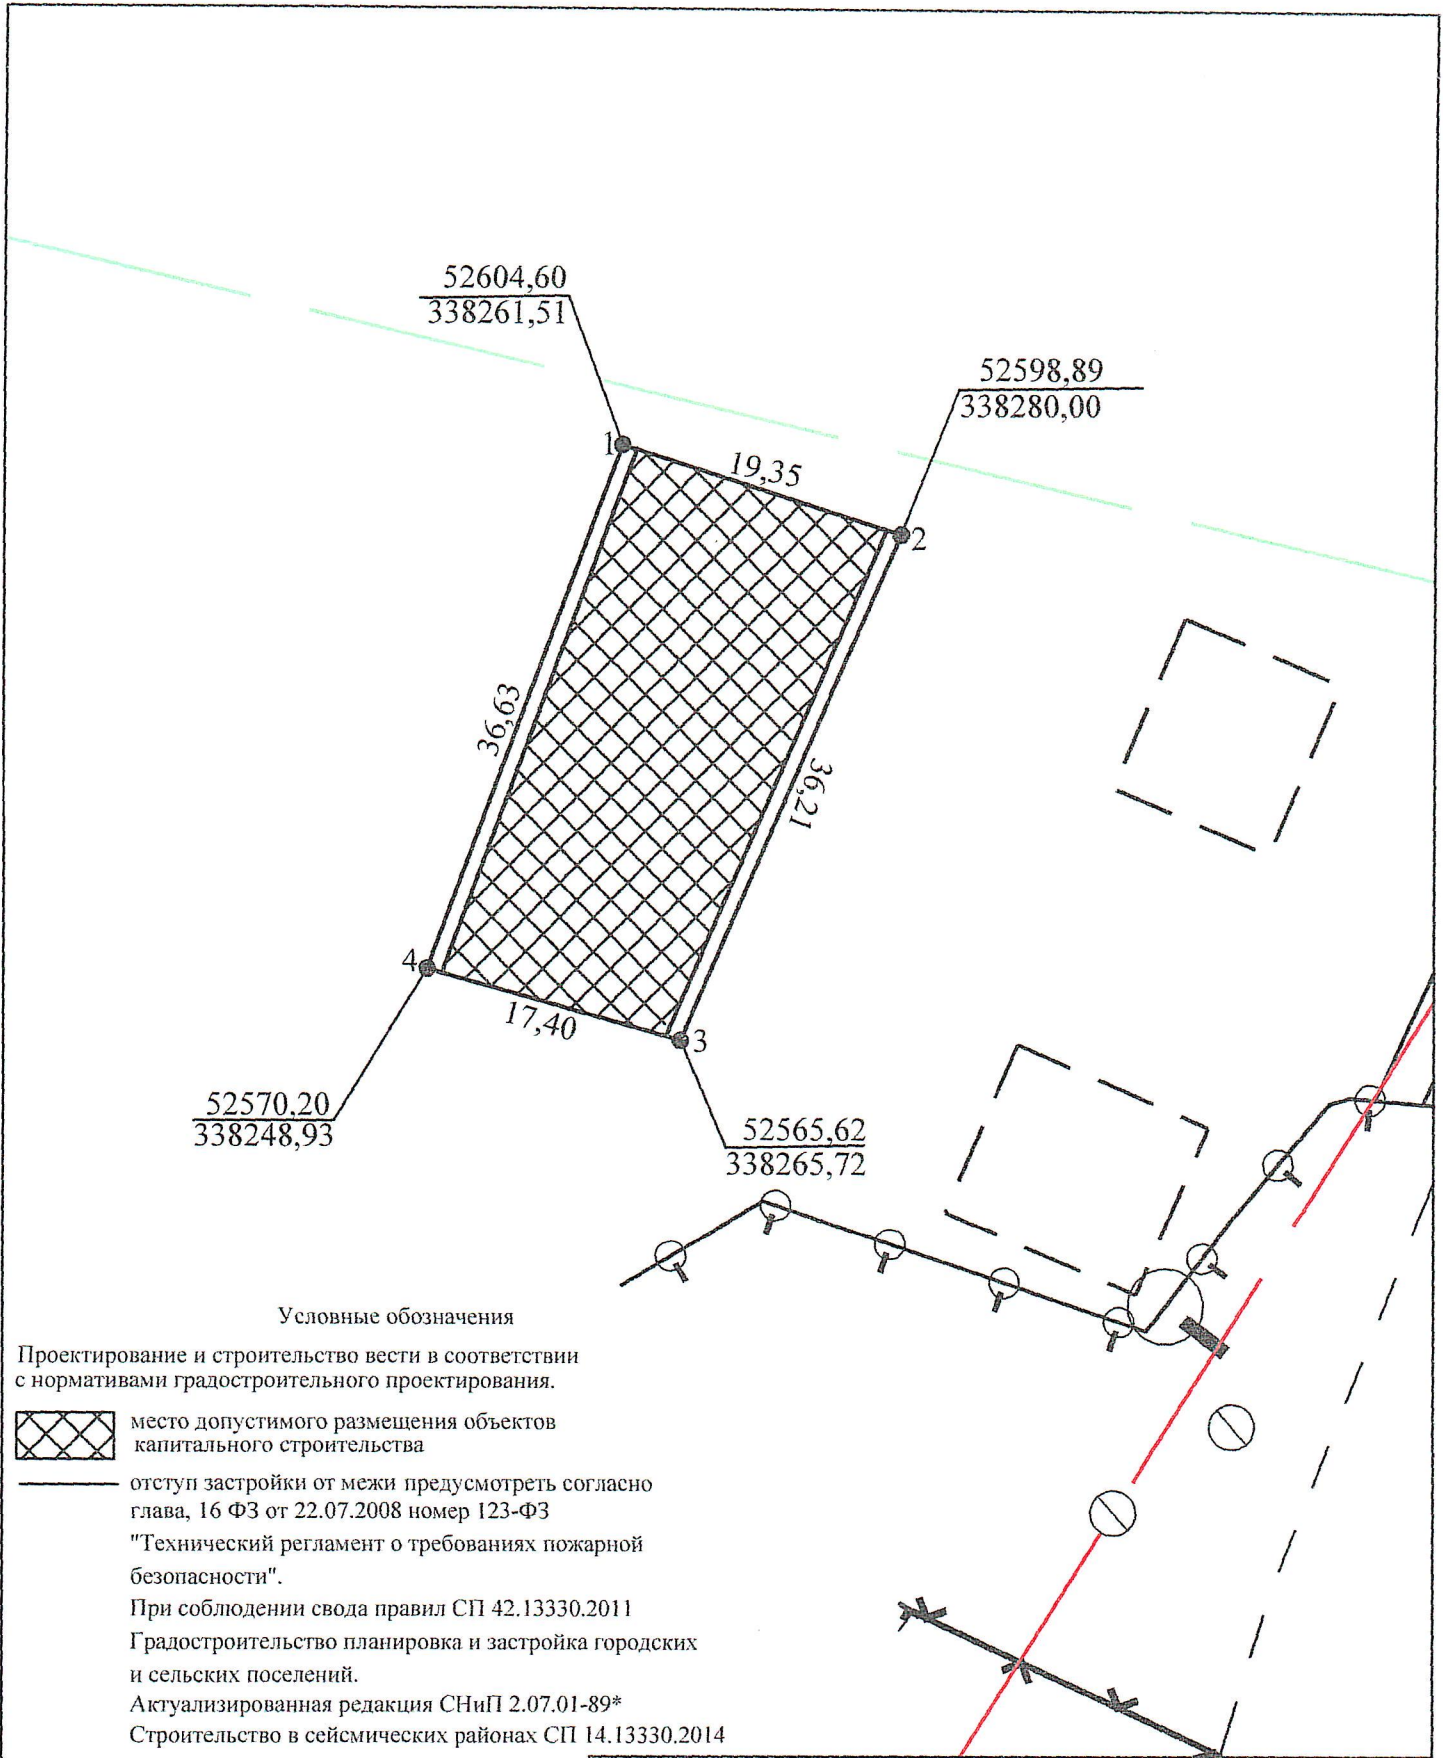 52604,60
338261,51
52598,89
338280,00
1
19,35
2
36,63
36,21
4
17,40
3
52570,20
338248,93
52565,62
338265,72
Условные обозначения
Проектирование и строительство вести в соответствии
с нормативами градостроительного проектирования.
место допустимого размещения объектов
капитального строительства
отступ застройки от межи предусмотреть согласно
глава, 16 ФЗ от 22.07.2008 номер 123-ФЗ
"Технический регламент о требованиях пожарной
безопасности".
При соблюдении свода правил СП 42.13330.2011
Градостроительство планировка и застройка городских
и сельских поселений.
Актуализированная редакция СНиП 2.07.01-89*
Строительство в сейсмических районах СП 14.13330.2014